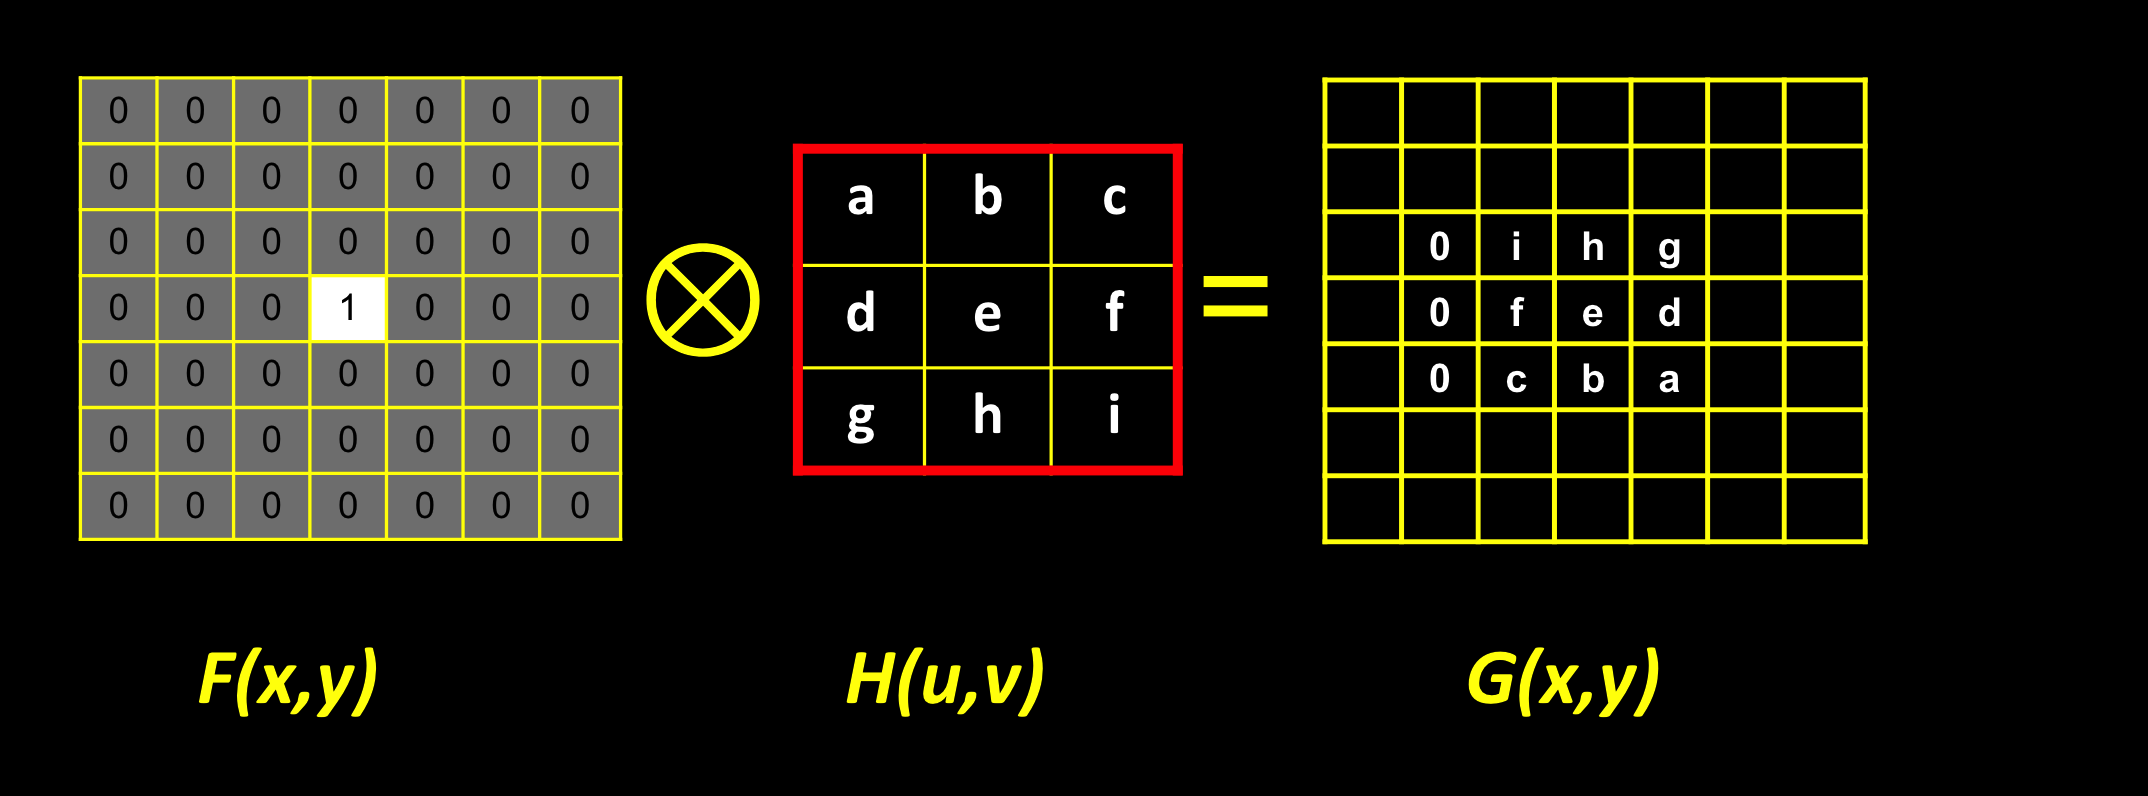 0 0 0 0 0 0 0
0 0 0 0 0 0 0
0 0 0 0 0 0 0
0 0 0 1 0 0 0
0 0 0 0 0 0 0
0 0 0 0 0 0 0
0 0 0 0 0 0 0
a b c
d e f
g h i
=
0 i h g
0 f e d
0 c b a
F(x,y)
H(u,v)
G(x,y)